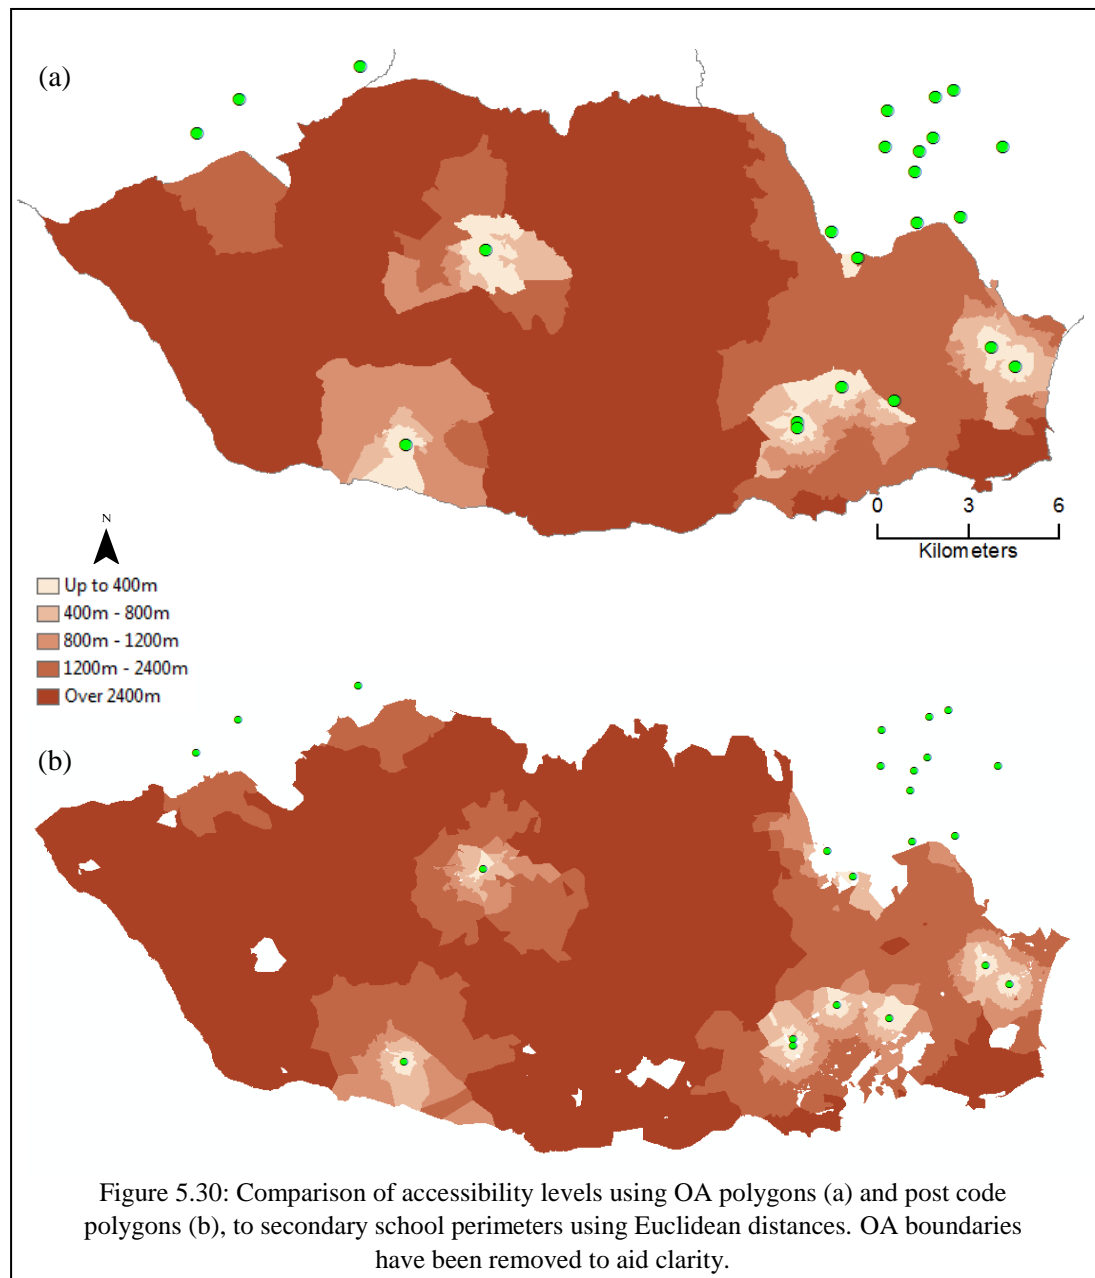 (a)
0 3 6
Kilometers
N
Up to 400m
400m - 800m
800m - 1200m
1200m - 2400m
Over 2400m
(b)
Figure 5.30: Comparison of accessibility levels using OA polygons (a) and post code
polygons (b), to secondary school perimeters using Euclidean distances. OA boundaries
have been removed to aid clarity.